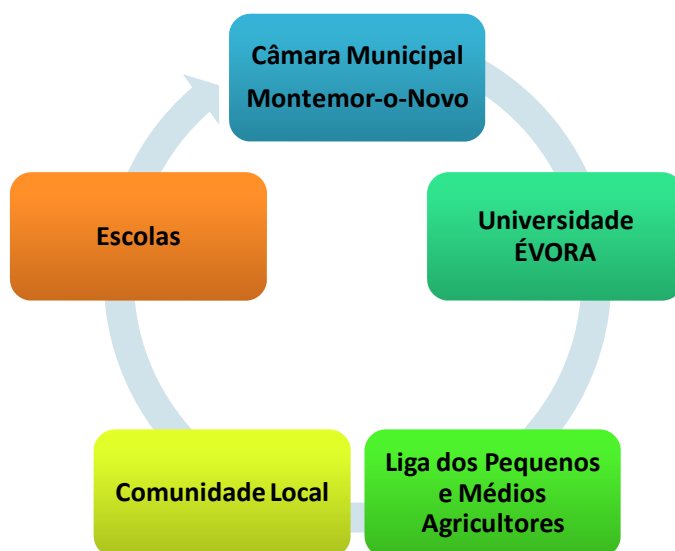 Câmara Municipal
Montemor-o-Novo
Universidade
ÉVORA
Liga dos Pequenos
e Médios
Agricultores
Comunidade Local
Escolas